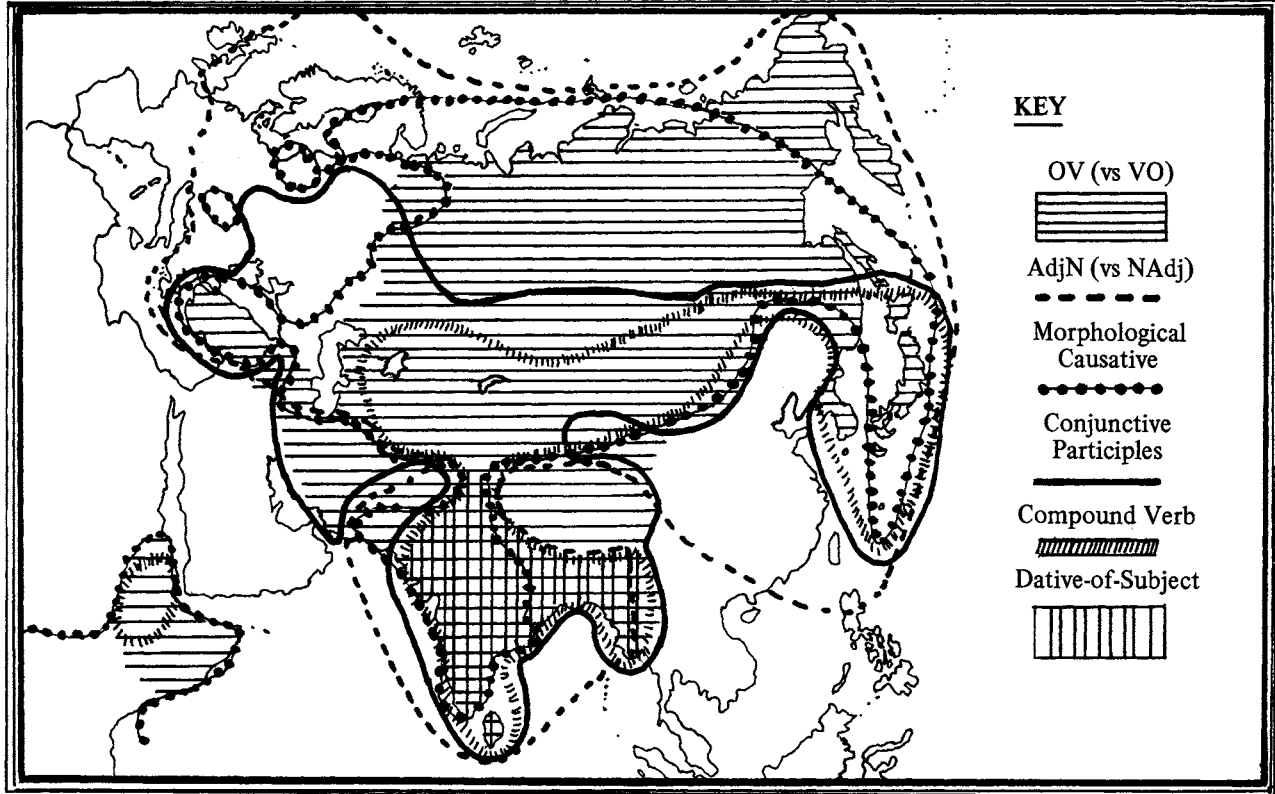 KEY
OV (vs VO)
AdjN (vs NAdj)
Morphological
Causative
Conjunctive
Participles
Compound Verb
Dative-of-Subject